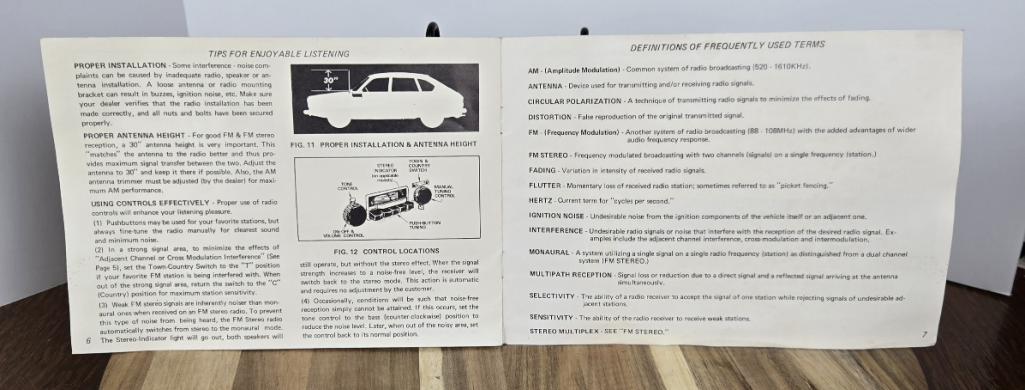 TIPS FOR ENJOYABLE LISTENING
PROPER INSTALLATION - Some interference - noise com-
plaints can be caused by inadequate radio, speaker or an-
tenna installation. A loose antenna or radio mounting
bracket can result in buzzes, ignition noise, etc. Make sure
your dealer verifies that the radio installation has been
made correctly, and all nuts and bolts have been secured
properly.
PROPER ANTENNA HEIGHT - For good FM & FM stereo
reception, a 30" antenna height is very important. This
"matches" the antenna to the radio better and thus pro-
vides maximum signal transfer between the two. Adjust the
antenna to 30" and keep it there if possible. Also, the AM
antenna trimmer must be adjusted (by the dealer) for maxi-
mum AM performance.
USING CONTROLS EFFECTIVELY - Proper use of radio
controls will enhance your listening pleasure.
(1) Pushbuttons may be used for your favorite stations, but
always fine-tune the radio manually for clearest sound
and minimum noise.
(2) In a strong signal area, to minimize the effects of
"Adjacent Channel or Cross Modulation Interference" (See
Page 5), set the Town-Country Switch to the "T" position
if your favorite FM station is being interfered with. When
out of the strong signal area, return the switch to the "C"
(Country) position for maximum station sensitivity.
(3) Weak FM stereo signals are inherently noisier than mon-
aural ones when received on an FM stereo radio. To prevent
this type of noise from being heard, the FM Stereo radio
automatically switches from stereo to the monaural mode.
The Stereo-Indicator light will go out, both speakers will
6
30"
FIG. 11 PROPER INSTALLATION & ANTENNA HEIGHT
TONE
CONTROL
STEREO
INDICATOR
(on applicable
models)
TOWN &
COUNTRY
SWITCH
MANUAL
TUNING
CONTROL
ON-OFF &
VOLUME CONTROL
PUSHBUTTON
TUNING
FIG. 12 CONTROL LOCATIONS
still operate, but without the stereo effect. When the signal
strength increases to a noise-free level, the receiver will
switch back to the stereo mode. This action is automatic
and requires no adjustment by the customer.
(4) Occasionally, conditions will be such that noise-free
reception simply cannot be attained. If this occurs, set the
tone control to the bass (counter-clockwise) position to
reduce the noise level. Later, when out of the noisy area, set
the control back to its normal position.
DEFINITIONS OF FREQUENTLY USED TERMS
AM - (Amplitude Modulation) - Common system of radio broadcasting (520 - 1610KHz).
ANTENNA - Device used for transmitting and/or receiving radio signals.
CIRCULAR POLARIZATION - A technique of transmitting radio signals to minimize the effects of fading.
DISTORTION - False reproduction of the original transmitted signal.
FM - (Frequency Modulation) - Another system of radio broadcasting (88 - 108MHz) with the added advantages of wider
audio frequency response.
FM STEREO - Frequency modulated broadcasting with two channels (signals) on a single frequency (station.)
FADING - Variation in intensity of received radio signals.
FLUTTER - Momentary loss of received radio station; sometimes referred to as "picket fencing."
HERTZ - Current term for "cycles per second."
IGNITION NOISE - Undesirable noise from the ignition components of the vehicle itself or an adjacent one.
INTERFERENCE - Undesirable radio signals or noise that interfere with the reception of the desired radio signal. Ex-
amples include the adjacent channel interference, cross-modulation and intermodulation.
MONAURAL - A system utilizing a single signal on a single radio frequency (station) as distinguished from a dual channel
system (FM STEREO.)
MULTIPATH RECEPTION - Signal loss or reduction due to a direct signal and a reflected signal arriving at the antenna
simultaneously.
SELECTIVITY - The ability of a radio receiver to accept the signal of one station while rejecting signals of undesirable ad-
jacent stations.
SENSITIVITY - The ability of the radio receiver to receive weak stations.
STEREO MULTIPLEX - SEE "FM STEREO."
7